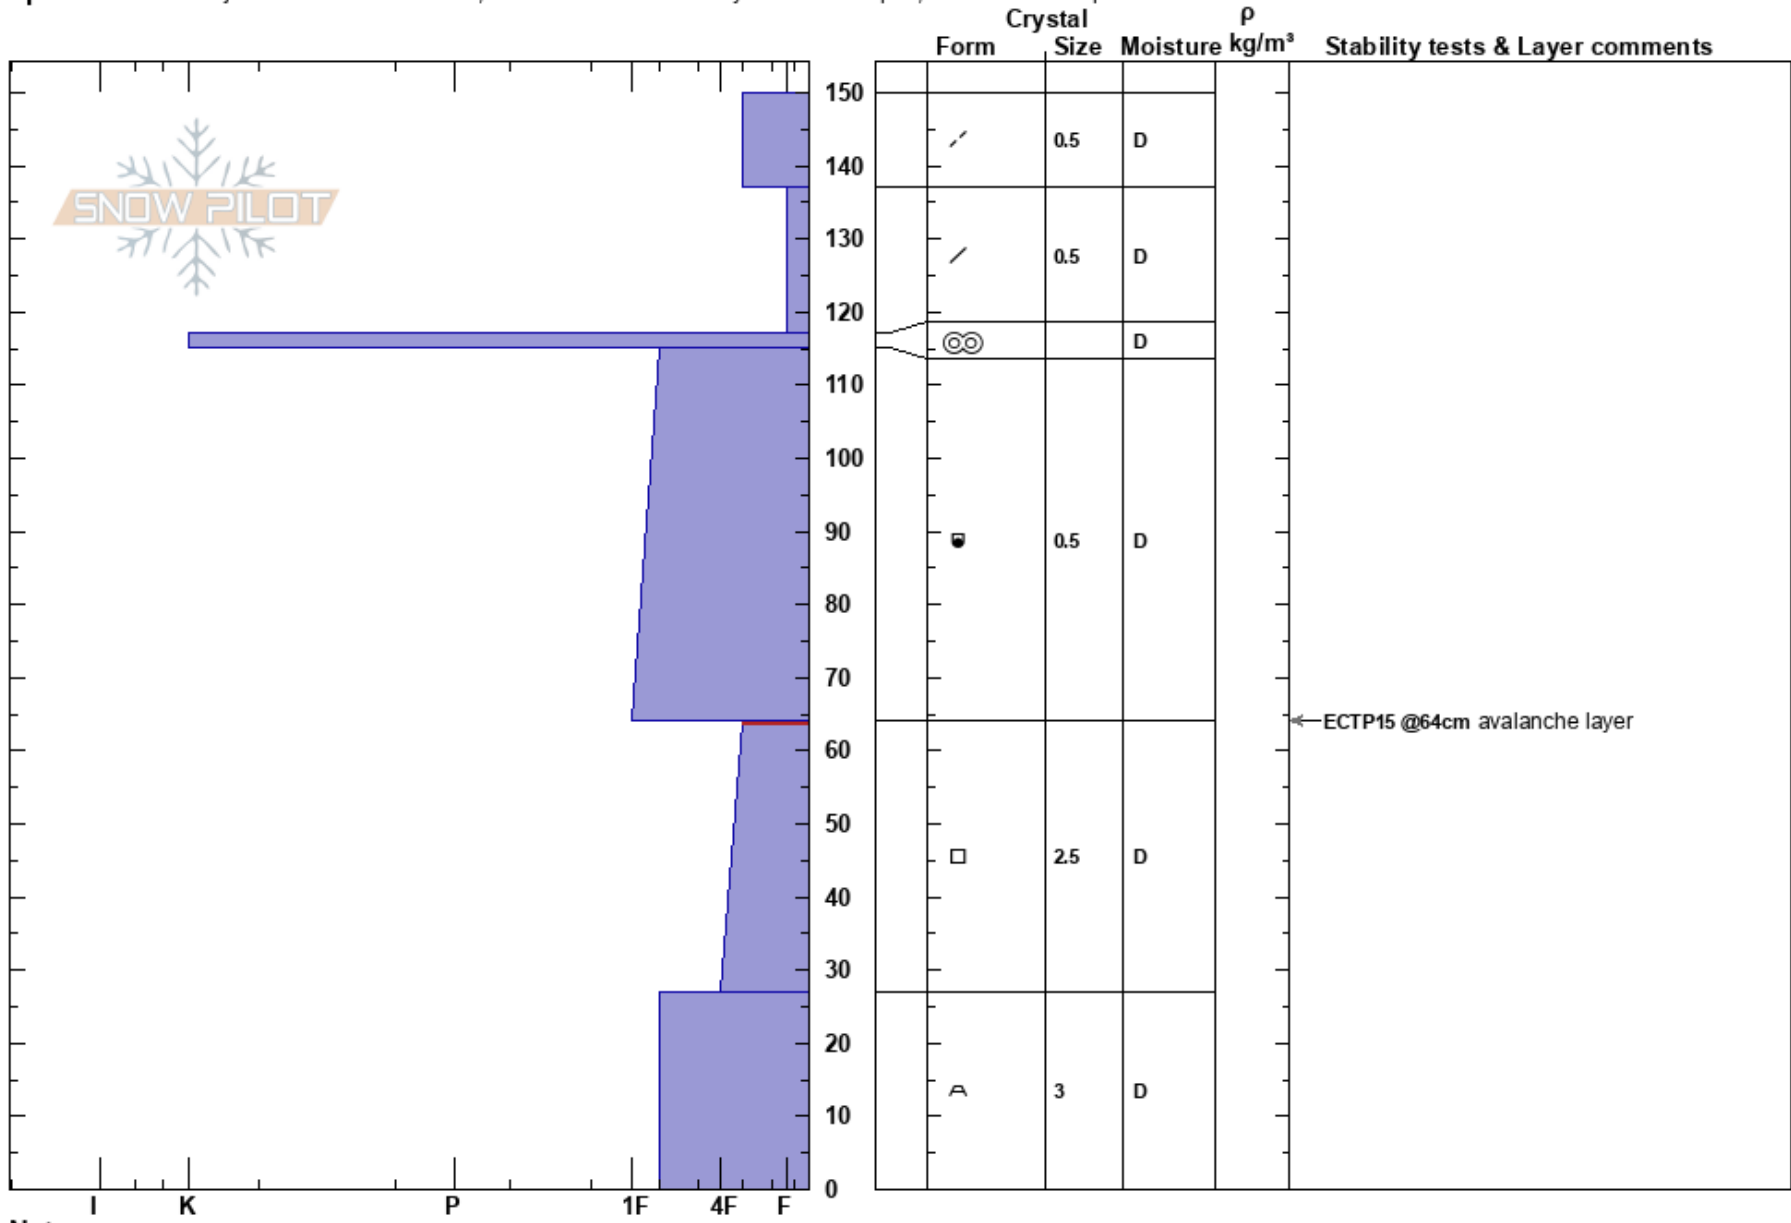 Crystal ρ
Form Size Moisture kg/m³ Stability tests & Layer comments
150
0.5 D
140
SNOW PILOT
130
0.5 D
120
D
110
100
90
0.5 D
80
70
ECTP15 @64cm avalanche layer
60
50
2.5 D
40
30
20
3 D
10
0
I K P 1F 4F F